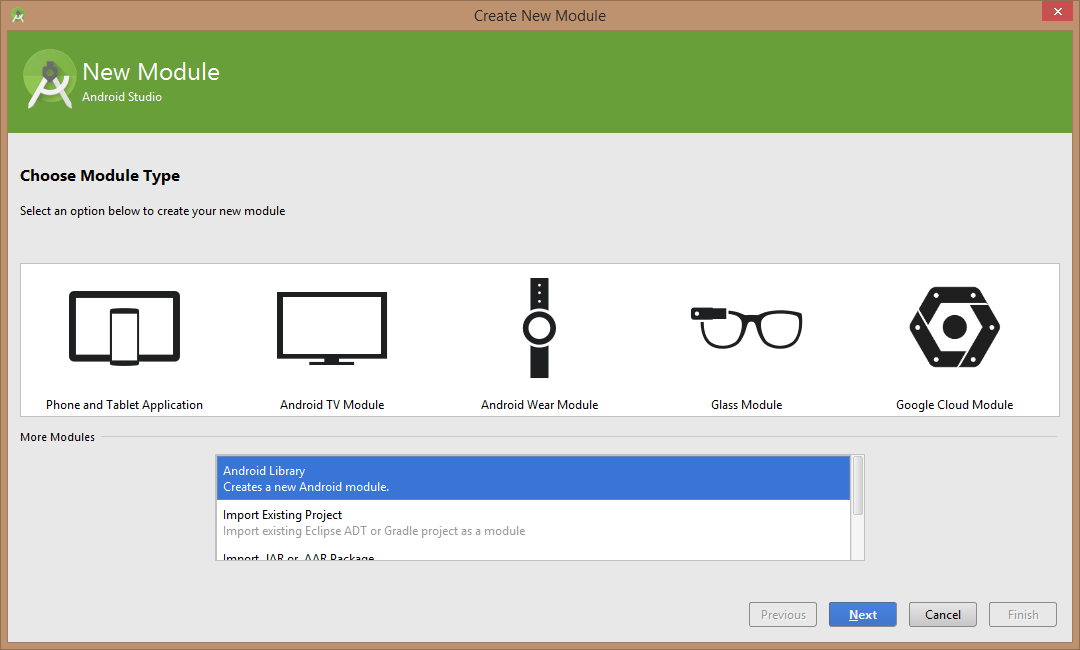 Create New Module
New Module
Android Studio
Choose Module Type
Select an option below to create your new module
Phone and Tablet Application
Android TV Module
Android Wear Module
Glass Module
Google Cloud Module
More Modules
Android Library
Creates a new Android module.
Import Existing Project
Import existing Eclipse ADT or Gradle project as a module
Import .JAR or .AAR Package
Previous
Next
Cancel
Finish